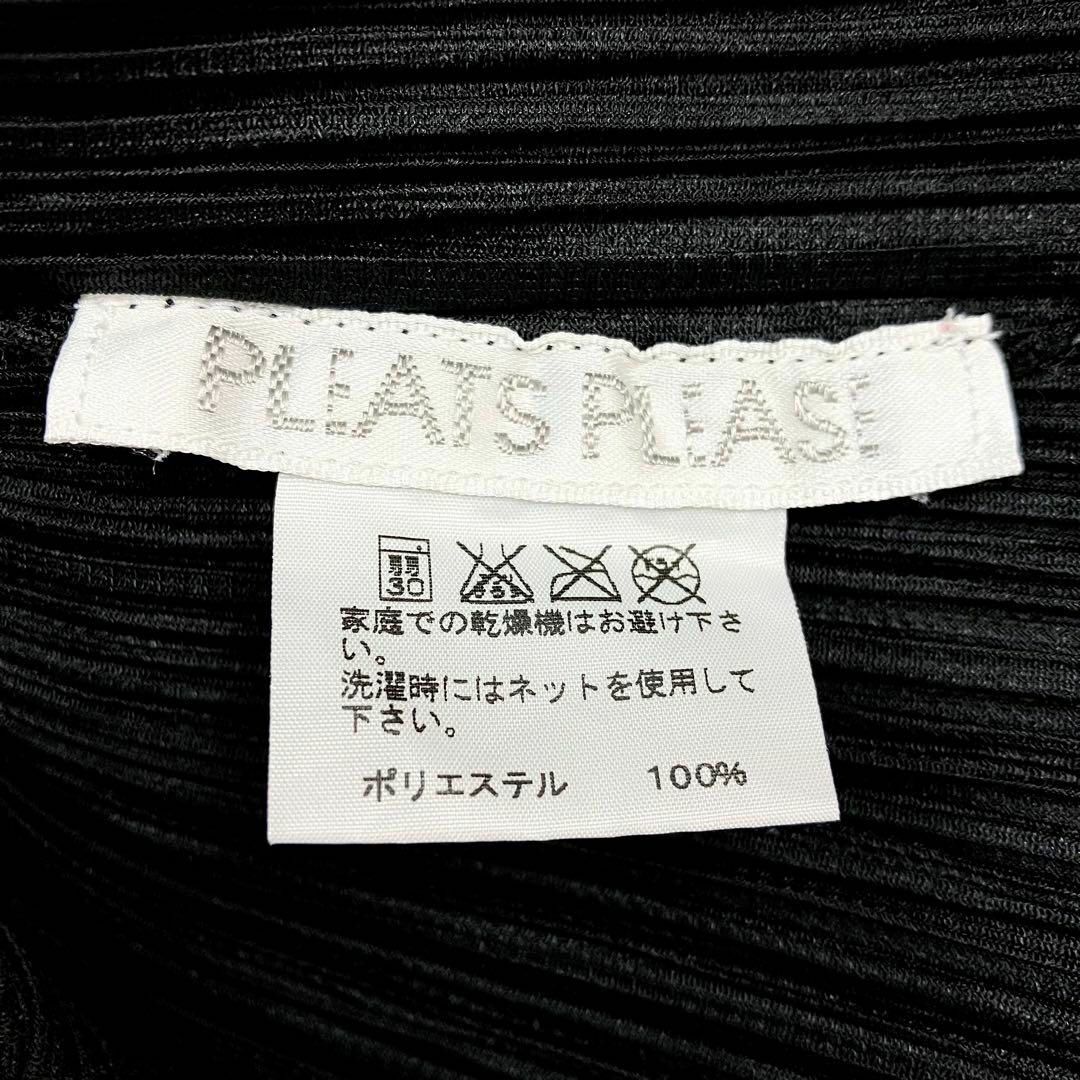 PLEATS PLEASE
弱
30
家庭での乾燥機はお避け下さ
い。
洗濯時にはネットを使用して
下さい。
ポリエステル 100%